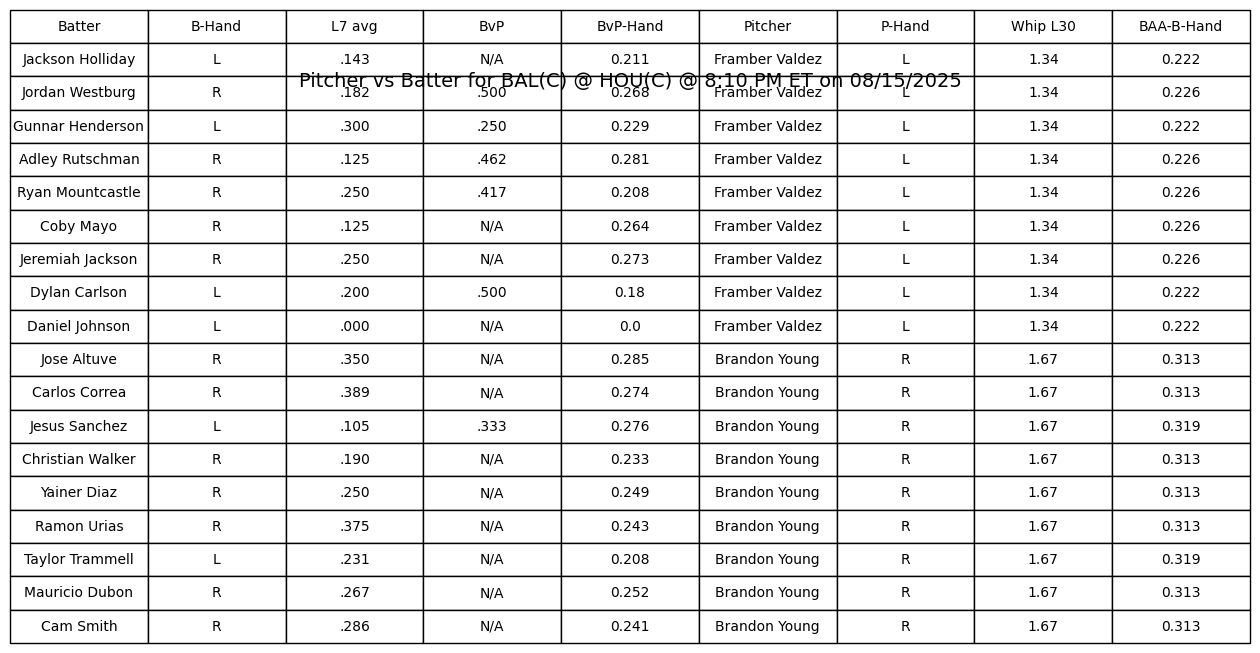 Batter B-Hand L7 avg BvP BvP-Hand Pitcher P-Hand Whip L30 BAA-B-Hand
Jackson Holliday L .143 N/A 0.211 Framber Valdez L 1.34 0.222
Pitcher vs Batter for BAL(C) @ HOU(C) @ 8:10 PM ET on 08/15/2025
Jordan Westburg R .182 .500 0.268 Framber Valdez L 1.34 0.226
Gunnar Henderson L .300 .250 0.229 Framber Valdez L 1.34 0.222
Adley Rutschman R .125 .462 0.281 Framber Valdez L 1.34 0.226
Ryan Mountcastle R .250 .417 0.208 Framber Valdez L 1.34 0.226
Coby Mayo R .125 N/A 0.264 Framber Valdez L 1.34 0.226
Jeremiah Jackson R .250 N/A 0.273 Framber Valdez L 1.34 0.226
Dylan Carlson L .200 .500 0.18 Framber Valdez L 1.34 0.222
Daniel Johnson L .000 N/A 0.0 Framber Valdez L 1.34 0.222
Jose Altuve R .350 N/A 0.285 Brandon Young R 1.67 0.313
Carlos Correa R .389 N/A 0.274 Brandon Young R 1.67 0.313
Jesus Sanchez L .105 .333 0.276 Brandon Young R 1.67 0.319
Christian Walker R .190 N/A 0.233 Brandon Young R 1.67 0.313
Yainer Diaz R .250 N/A 0.249 Brandon Young R 1.67 0.313
Ramon Urias R .375 N/A 0.243 Brandon Young R 1.67 0.313
Taylor Trammell L .231 N/A 0.208 Brandon Young R 1.67 0.319
Mauricio Dubon R .267 N/A 0.252 Brandon Young R 1.67 0.313
Cam Smith R .286 N/A 0.241 Brandon Young R 1.67 0.313